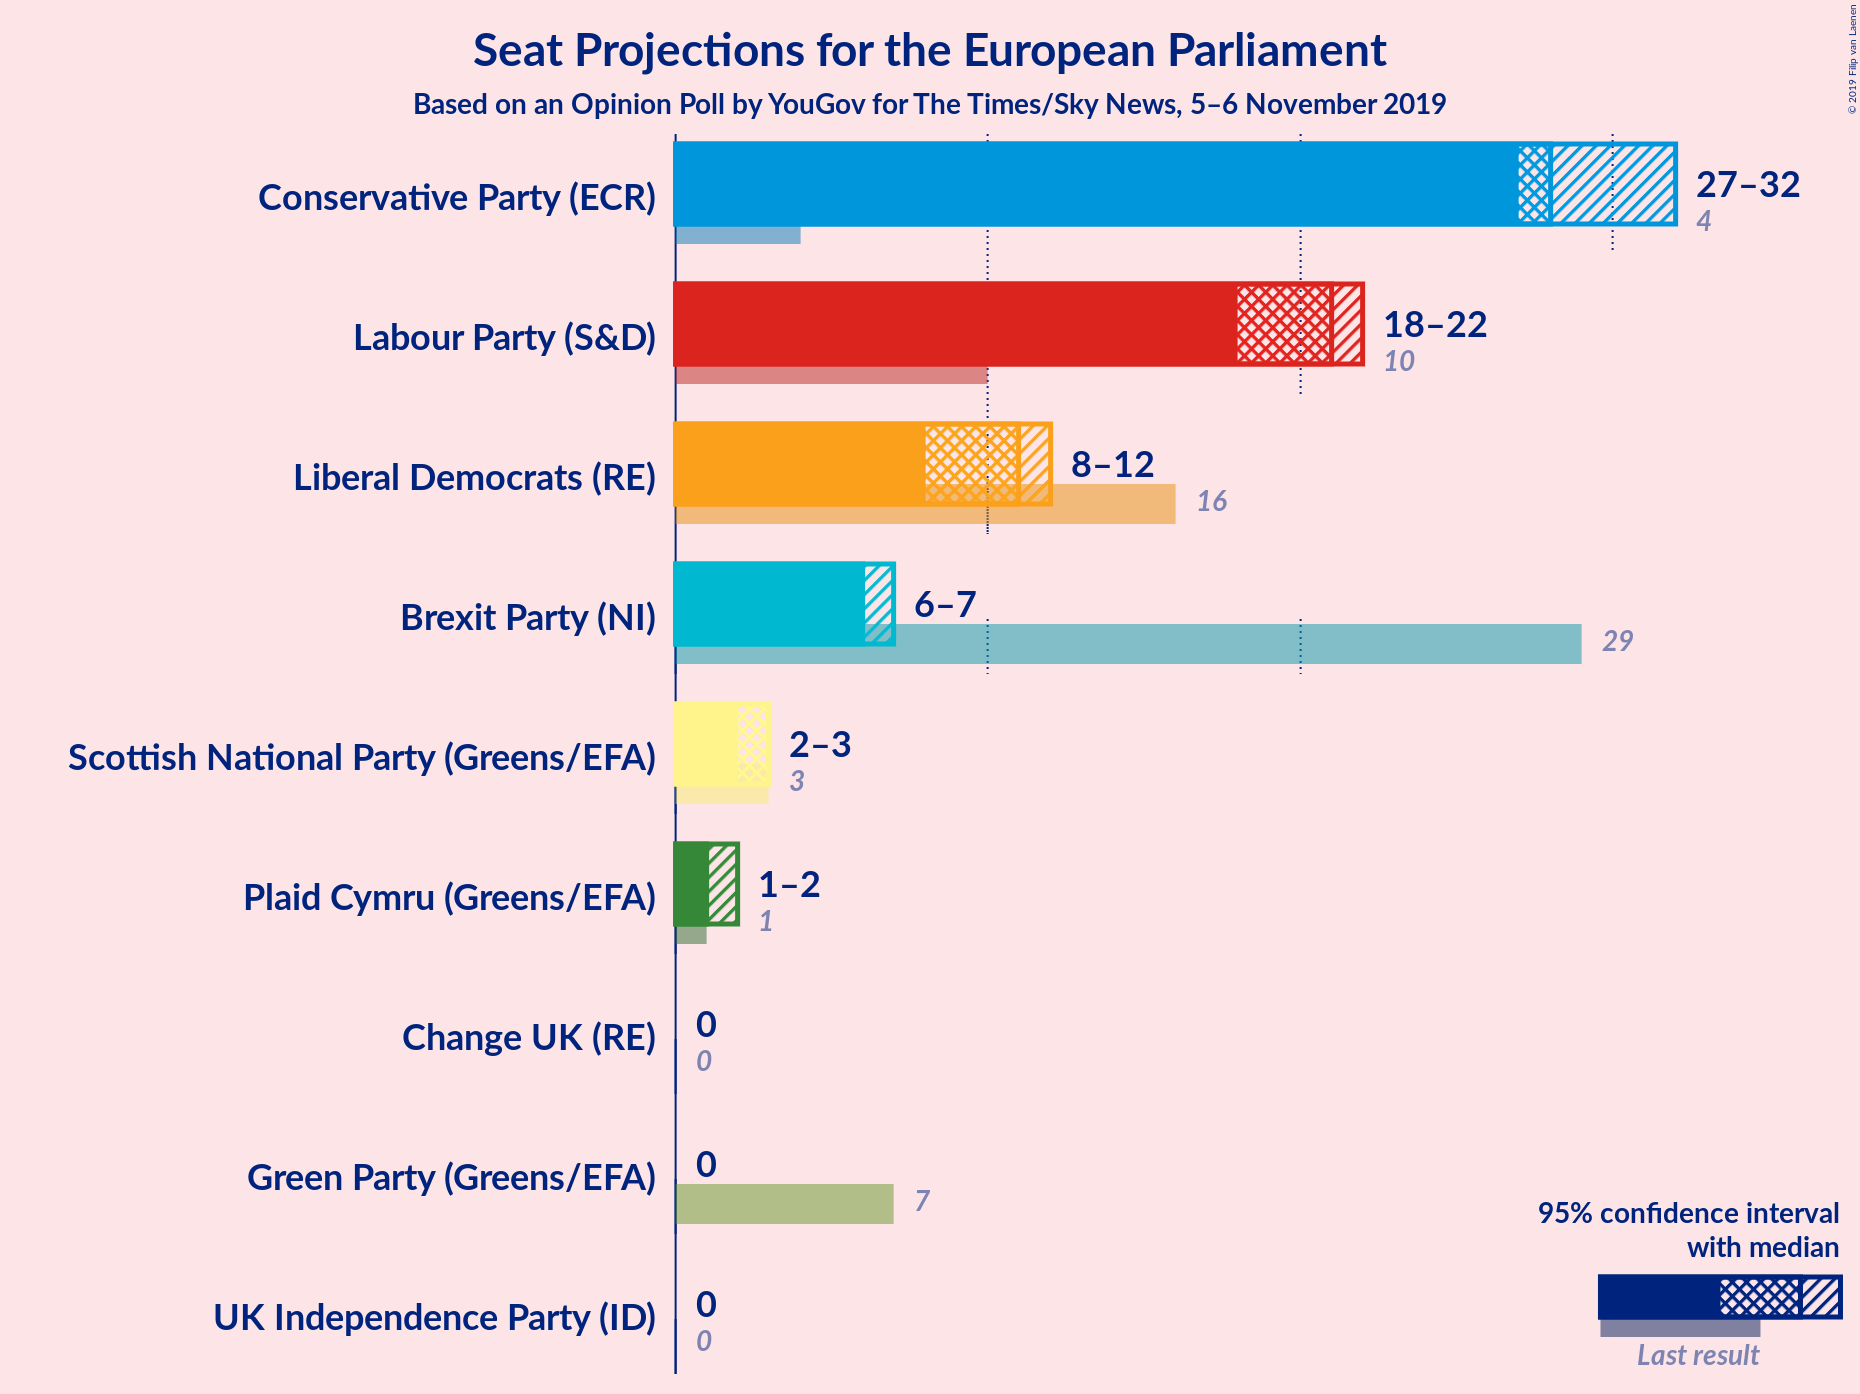 Seat Projections for the European Parliament
Based on an Opinion Poll by YouGov for The Times/Sky News, 5–6 November 2019
© 2019 Filip van Laenen
Conservative Party (ECR)
27–32
4
Labour Party (S&D)
18–22
10
Liberal Democrats (RE)
8–12
16
Brexit Party (NI)
6–7
29
Scottish National Party (Greens/EFA)
2–3
3
Plaid Cymru (Greens/EFA)
1–2
1
Change UK (RE)
0
0
Green Party (Greens/EFA)
0
7
UK Independence Party (ID)
0
0
95% confidence interval
with median
Last result